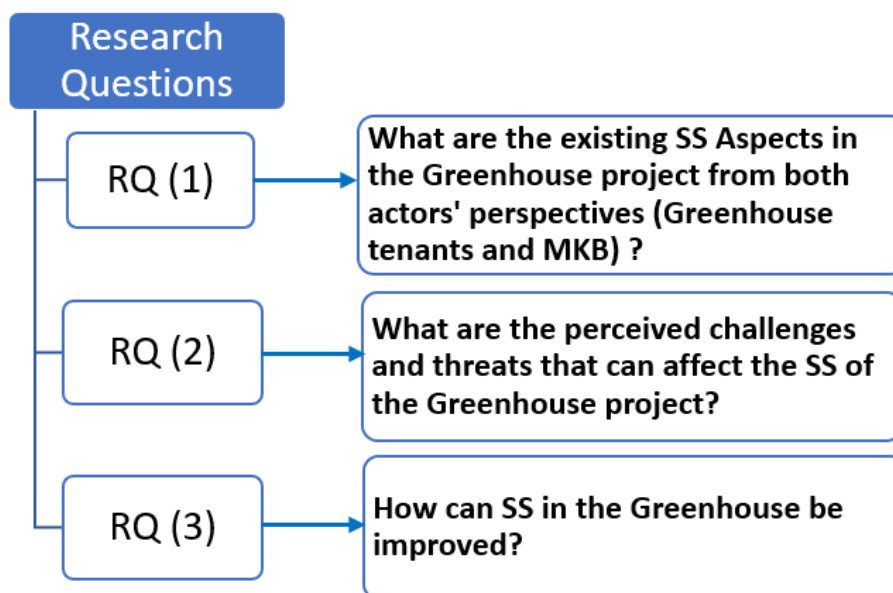 Research
Questions
RQ (1)
What are the existing SS Aspects in
the Greenhouse project from both
actors' perspectives (Greenhouse
tenants and MKB) ?
RQ (2)
What are the perceived challenges
and threats that can affect the SS of
the Greenhouse project?
RQ (3)
How can SS in the Greenhouse be
improved?